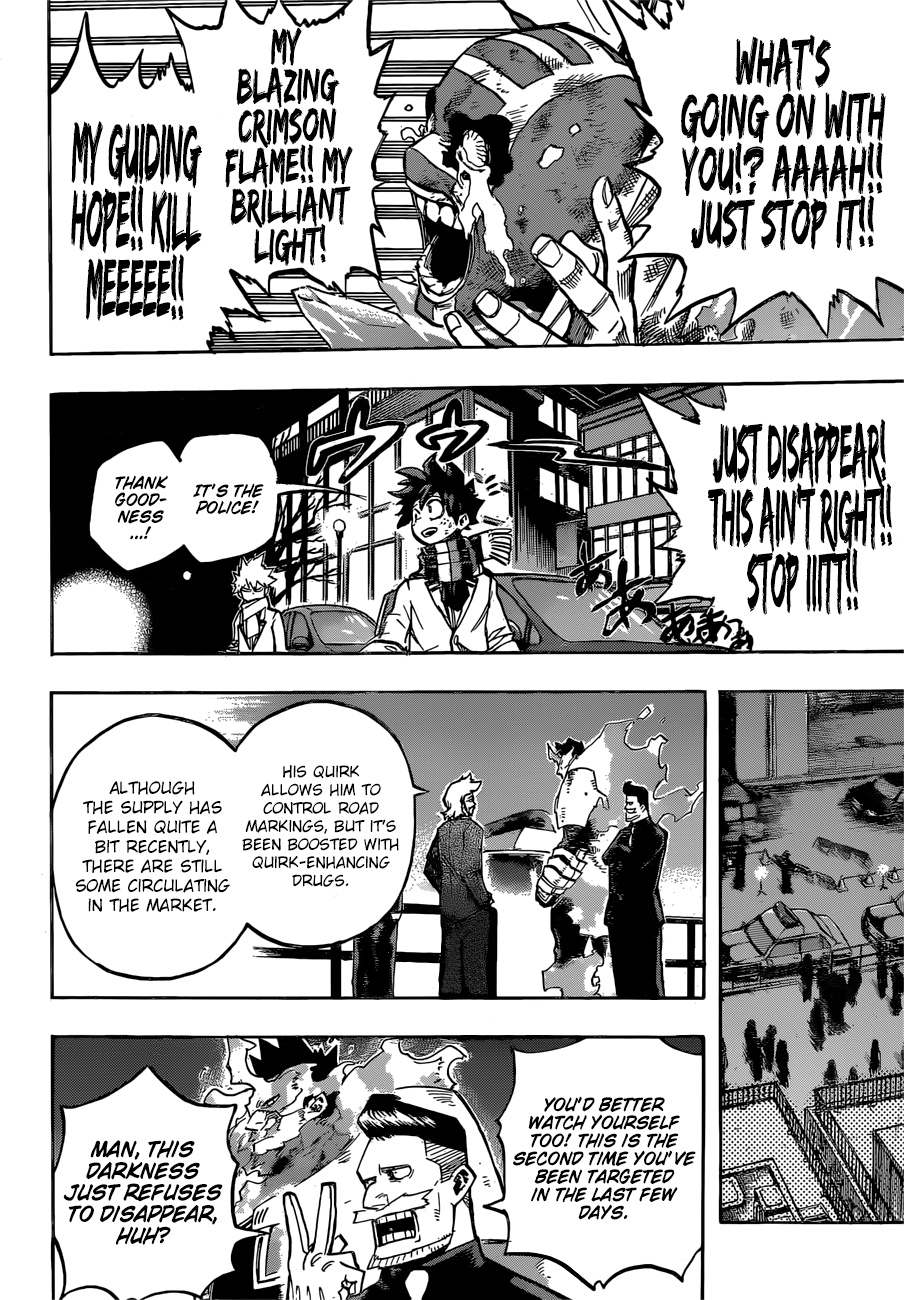 WHAT'S
GOING ON WITH
YOU!? AAAAH!!
JUST STOP IT!!
MY
BLAZING
CRIMSON
FLAME!! MY
BRILLIANT
LIGHT!
MY GUIDING
HOPE!! KILL
MEEEEE!!
JUST DISAPPEAR!
THIS AIN'T RIGHT!!
STOP IIITT!!
ウウ
IT'S THE
POLICE!
THANK
GOOD-
NESS
...!
HIS QUIRK
ALLOWS HIM TO
CONTROL ROAD
MARKINGS, BUT IT'S
BEEN BOOSTED WITH
QUIRK-ENHANCING
DRUGS.
ALTHOUGH
THE SUPPLY HAS
FALLEN QUITE A
BIT RECENTLY,
THERE ARE STILL
SOME CIRCULATING
IN THE MARKET.
YOU'D BETTER
WATCH YOURSELF
TOO! THIS IS THE
SECOND TIME YOU'VE
BEEN TARGETED
IN THE LAST FEW
DAYS.
MAN, THIS
DARKNESS
JUST REFUSES
TO DISAPPEAR,
HUH?